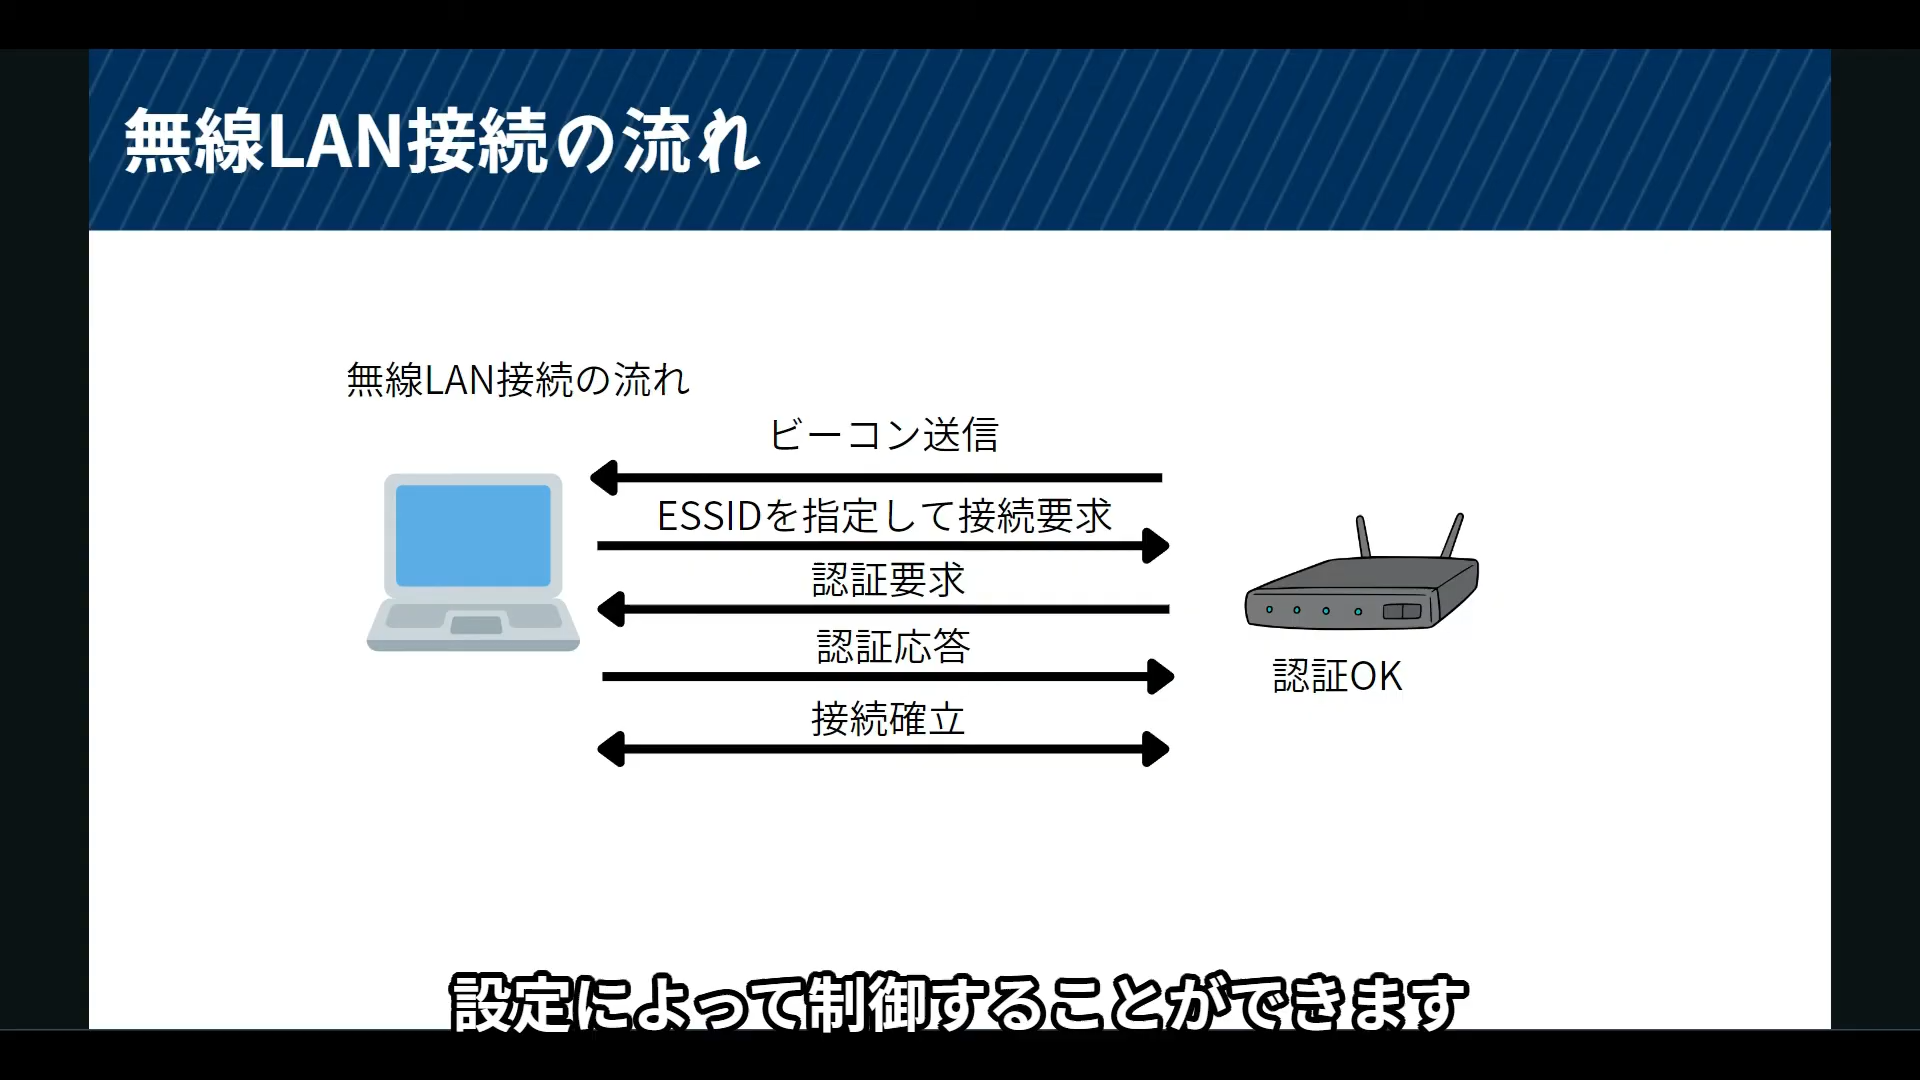 無線LAN接続の流れ
無線LAN接続の流れ
ビーコン送信
ESSIDを指定して接続要求
認証要求
認証応答
認証OK
接続確立
設定によって制御することができます